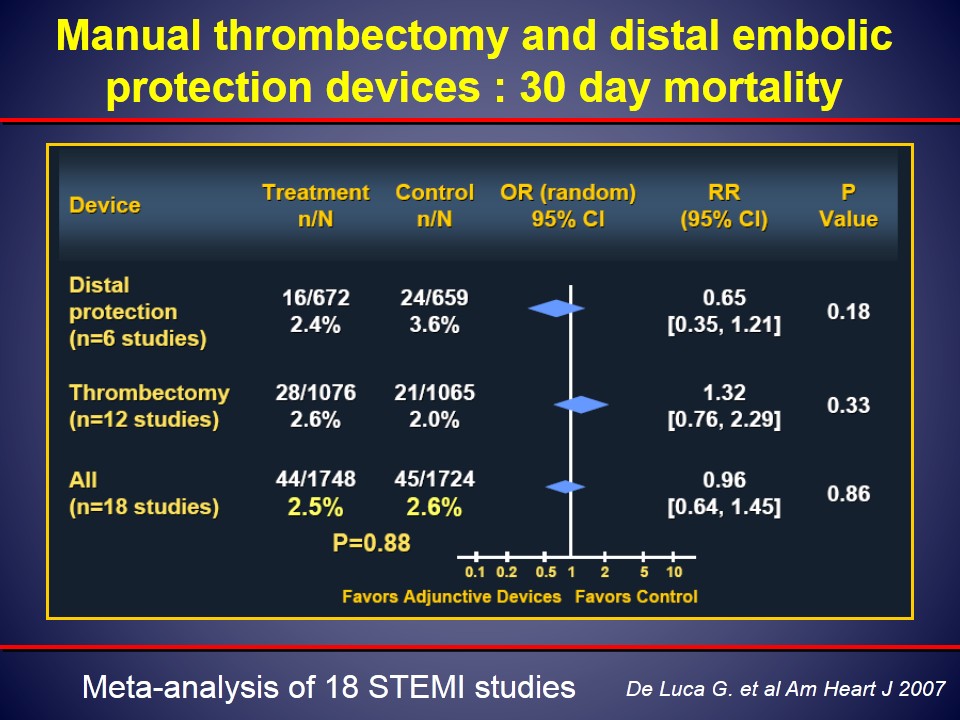 Manual thrombectomy and distal embolic
protection devices : 30 day mortality
Device
Treatment
n/N
Control
n/N
OR (random)
95% CI
RR
(95% CI)
P
Value
Distal
protection
(n=6 studies)
16/672
2.4%
24/659
3.6%
0.65
[0.35, 1.21]
0.18
Thrombectomy
(n=12 studies)
28/1076
2.6%
21/1065
2.0%
1.32
[0.76, 2.29]
0.33
All
(n=18 studies)
44/1748
2.5%
45/1724
2.6%
0.96
[0.64, 1.45]
0.86
P=0.88
0.1 0.2 0.5 1 2 5 10
Favors Adjunctive Devices Favors Control
Meta-analysis of 18 STEMI studies
De Luca G. et al Am Heart J 2007